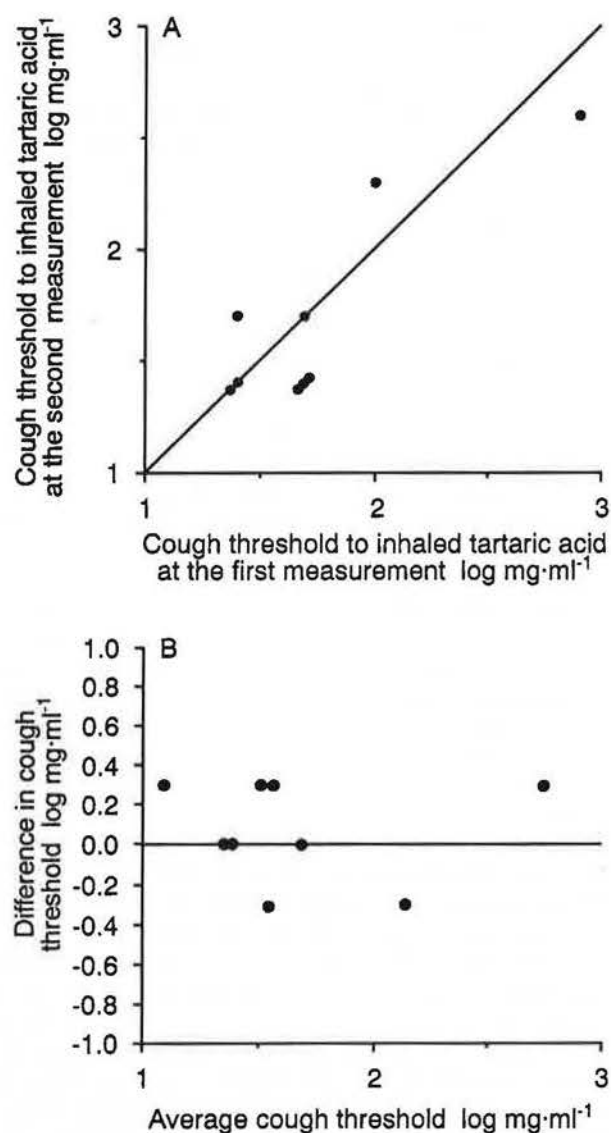 A
Cough threshold to inhaled tartaric acid
at the second measurement log mg·ml⁻¹
3
2
1
1 2 3
Cough threshold to inhaled tartaric acid
at the first measurement log mg·ml⁻¹
B
Difference in cough
threshold log mg·ml⁻¹
1.0
0.8
0.6
0.4
0.2
0.0
-0.2
-0.4
-0.6
-0.8
-1.0
1 2 3
Average cough threshold log mg·ml⁻¹